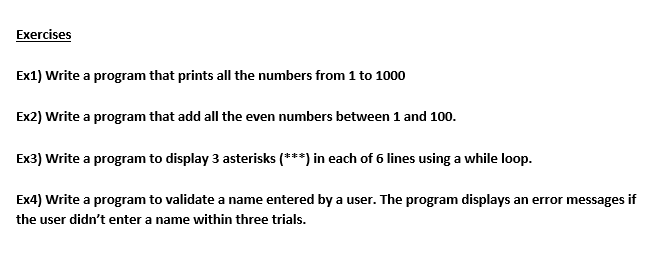 Exercises
Ex1) Write a program that prints all the numbers from 1 to 1000
Ex2) Write a program that add all the even numbers between 1 and 100.
Ex3) Write a program to display 3 asterisks (***) in each of 6 lines using a while loop.
Ex4) Write a program to validate a name entered by a user. The program displays an error messages if
the user didn’t enter a name within three trials.